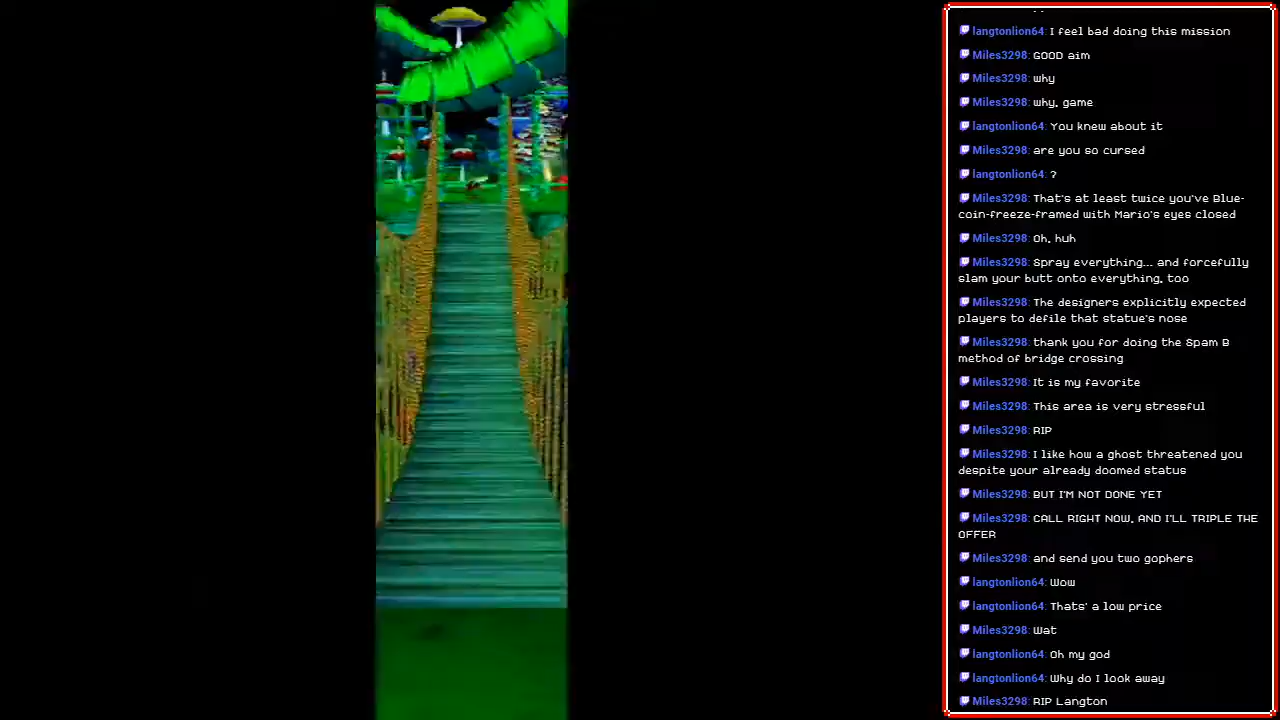 langtonlion64: I feel bad doing this mission
Miles3298: GOOD aim
Miles3298: why
Miles3298: why, game
langtonlion64: You knew about it
Miles3298: are you so cursed
langtonlion64: ?
Miles3298: That's at least twice you've Blue-
coin-freeze-framed with Mario's eyes closed
Miles3298: Oh, huh
Miles3298: Spray everything... and forcefully
slam your butt onto everything, too
Miles3298: The designers explicitly expected
players to defile that statue's nose
Miles3298: thank you for doing the Spam B
method of bridge crossing
Miles3298: It is my favorite
Miles3298: This area is very stressful
Miles3298: RIP
Miles3298: I like how a ghost threatened you
despite your already doomed status
Miles3298: BUT I'M NOT DONE YET
Miles3298: CALL RIGHT NOW, AND I'LL TRIPLE THE
OFFER
Miles3298: and send you two gophers
langtonlion64: Wow
langtonlion64: Thats' a low price
Miles3298: Wat
langtonlion64: Oh my god
langtonlion64: Why do I look away
Miles3298: RIP Langton